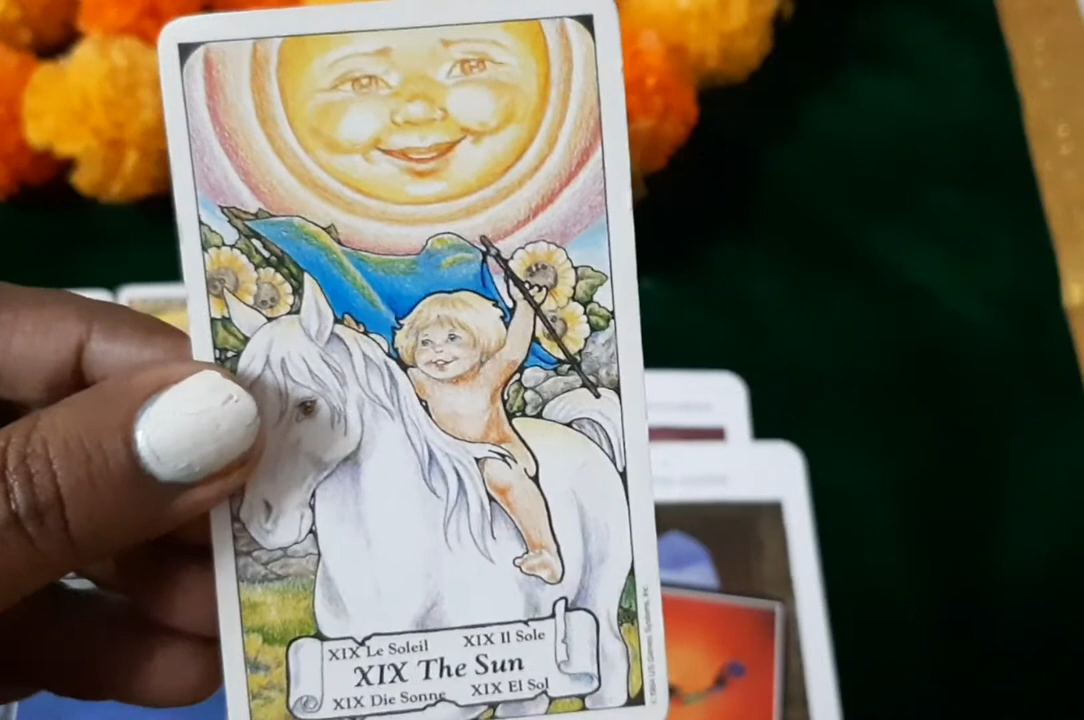 XIX Le Soleil XIX Il Sole
XIX The Sun
XIX Die Sonne XIX El Sol